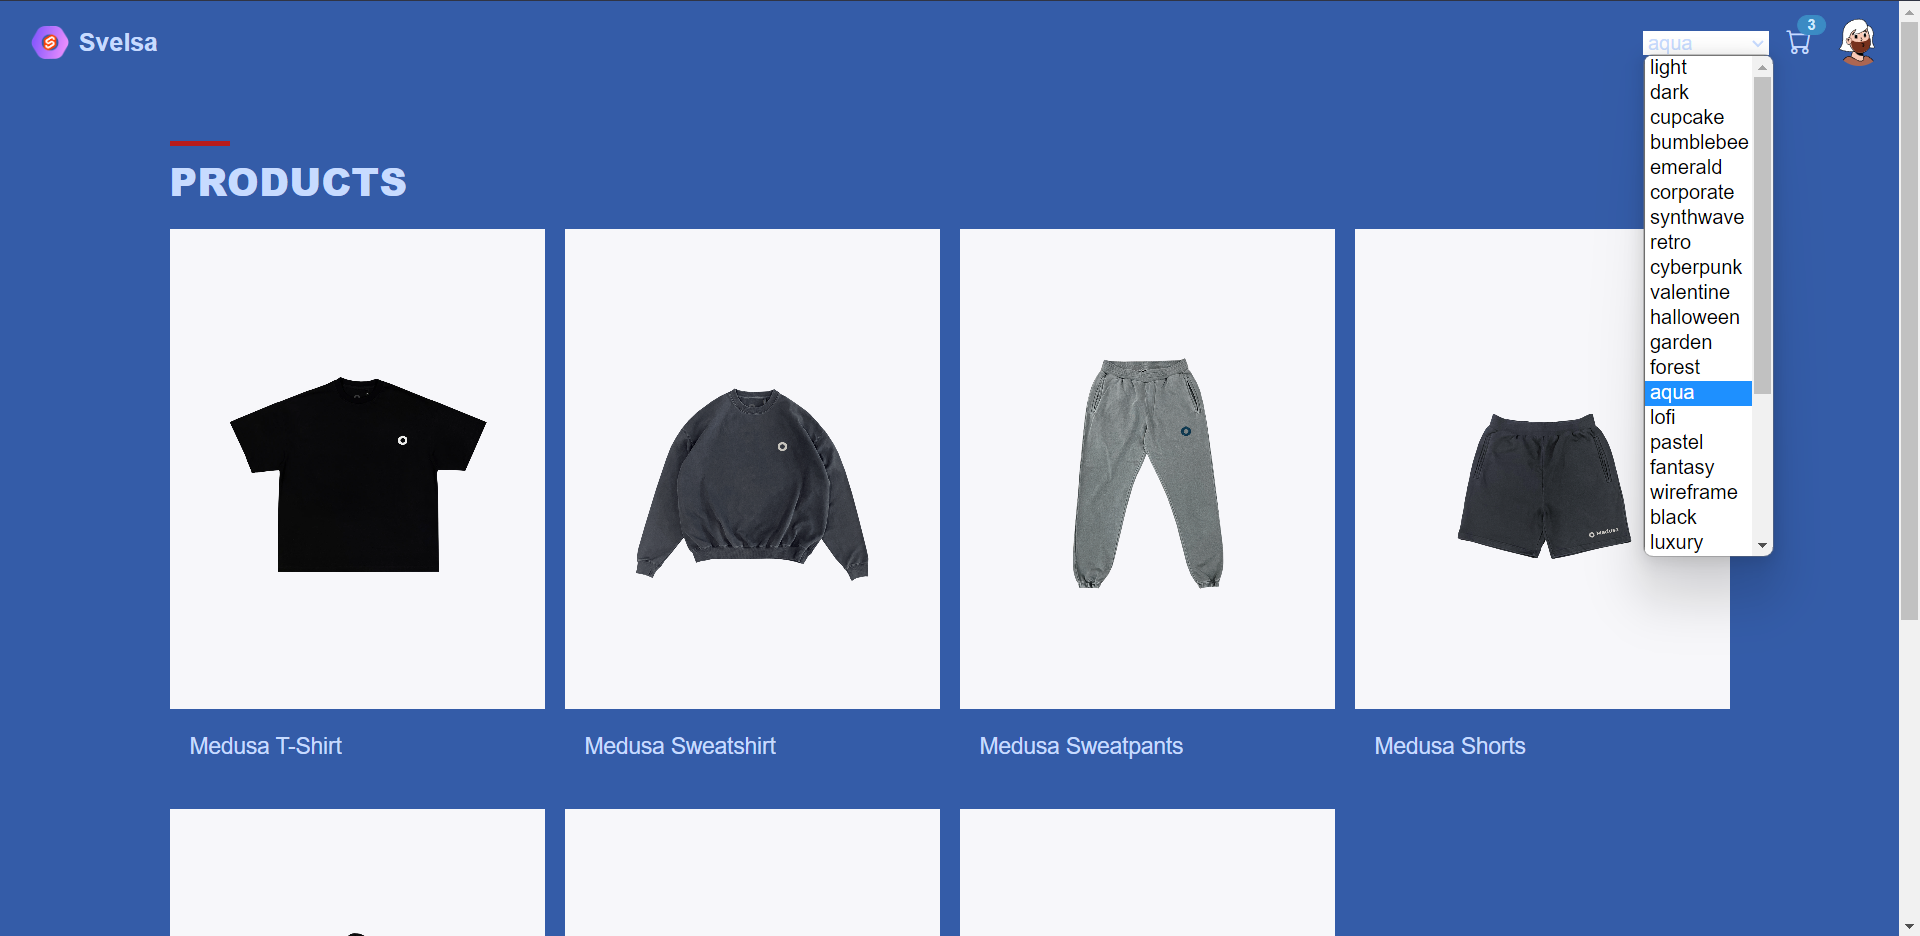 Svelsa
aqua
3
light
dark
cupcake
bumblebee
emerald
corporate
synthwave
retro
cyberpunk
valentine
halloween
garden
forest
aqua
lofi
pastel
fantasy
wireframe
black
luxury
PRODUCTS
Medusa
Medusa T-Shirt
Medusa Sweatshirt
Medusa Sweatpants
Medusa Shorts